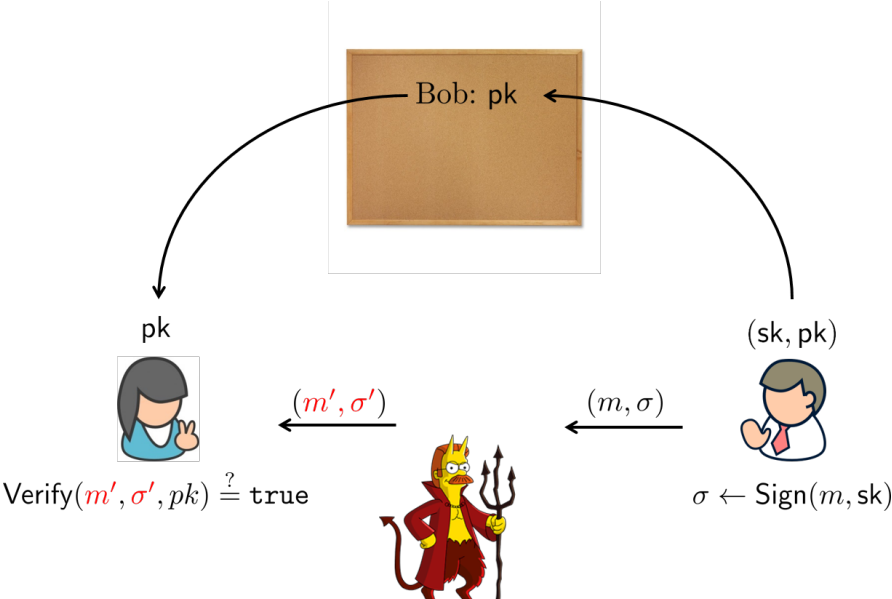 Bob: pk
pk
(sk, pk)
(m′, σ′)
(m, σ)
Verify(m′, σ′, pk) ≟ true
σ ← Sign(m, sk)